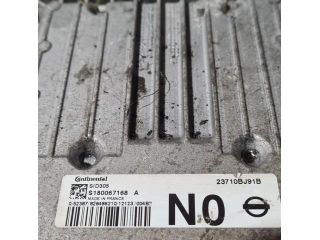 Continental
SID305
S180067168 A
MADE IN FRANCE
23710BJ91B
N0